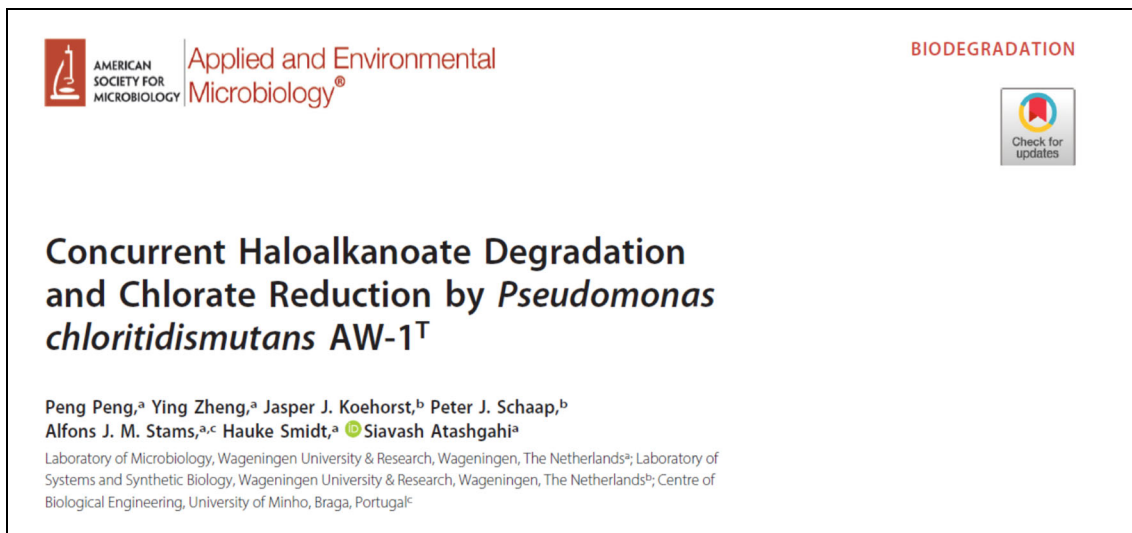 AMERICAN
SOCIETY FOR
MICROBIOLOGY
Applied and Environmental
Microbiology®
BIODEGRADATION
Check for
updates
Concurrent Haloalkanoate Degradation
and Chlorate Reduction by Pseudomonas
chloritidismutans AW-1ᵀ
Peng Peng,ᵃ Ying Zheng,ᵃ Jasper J. Koehorst,ᵇ Peter J. Schaap,ᵇ
Alfons J. M. Stams,ᵃ,ᶜ Hauke Smidt,ᵃ iD Siavash Atashgahiᵃ
Laboratory of Microbiology, Wageningen University & Research, Wageningen, The Netherlandsᵃ; Laboratory of
Systems and Synthetic Biology, Wageningen University & Research, Wageningen, The Netherlandsᵇ; Centre of
Biological Engineering, University of Minho, Braga, Portugalᶜ